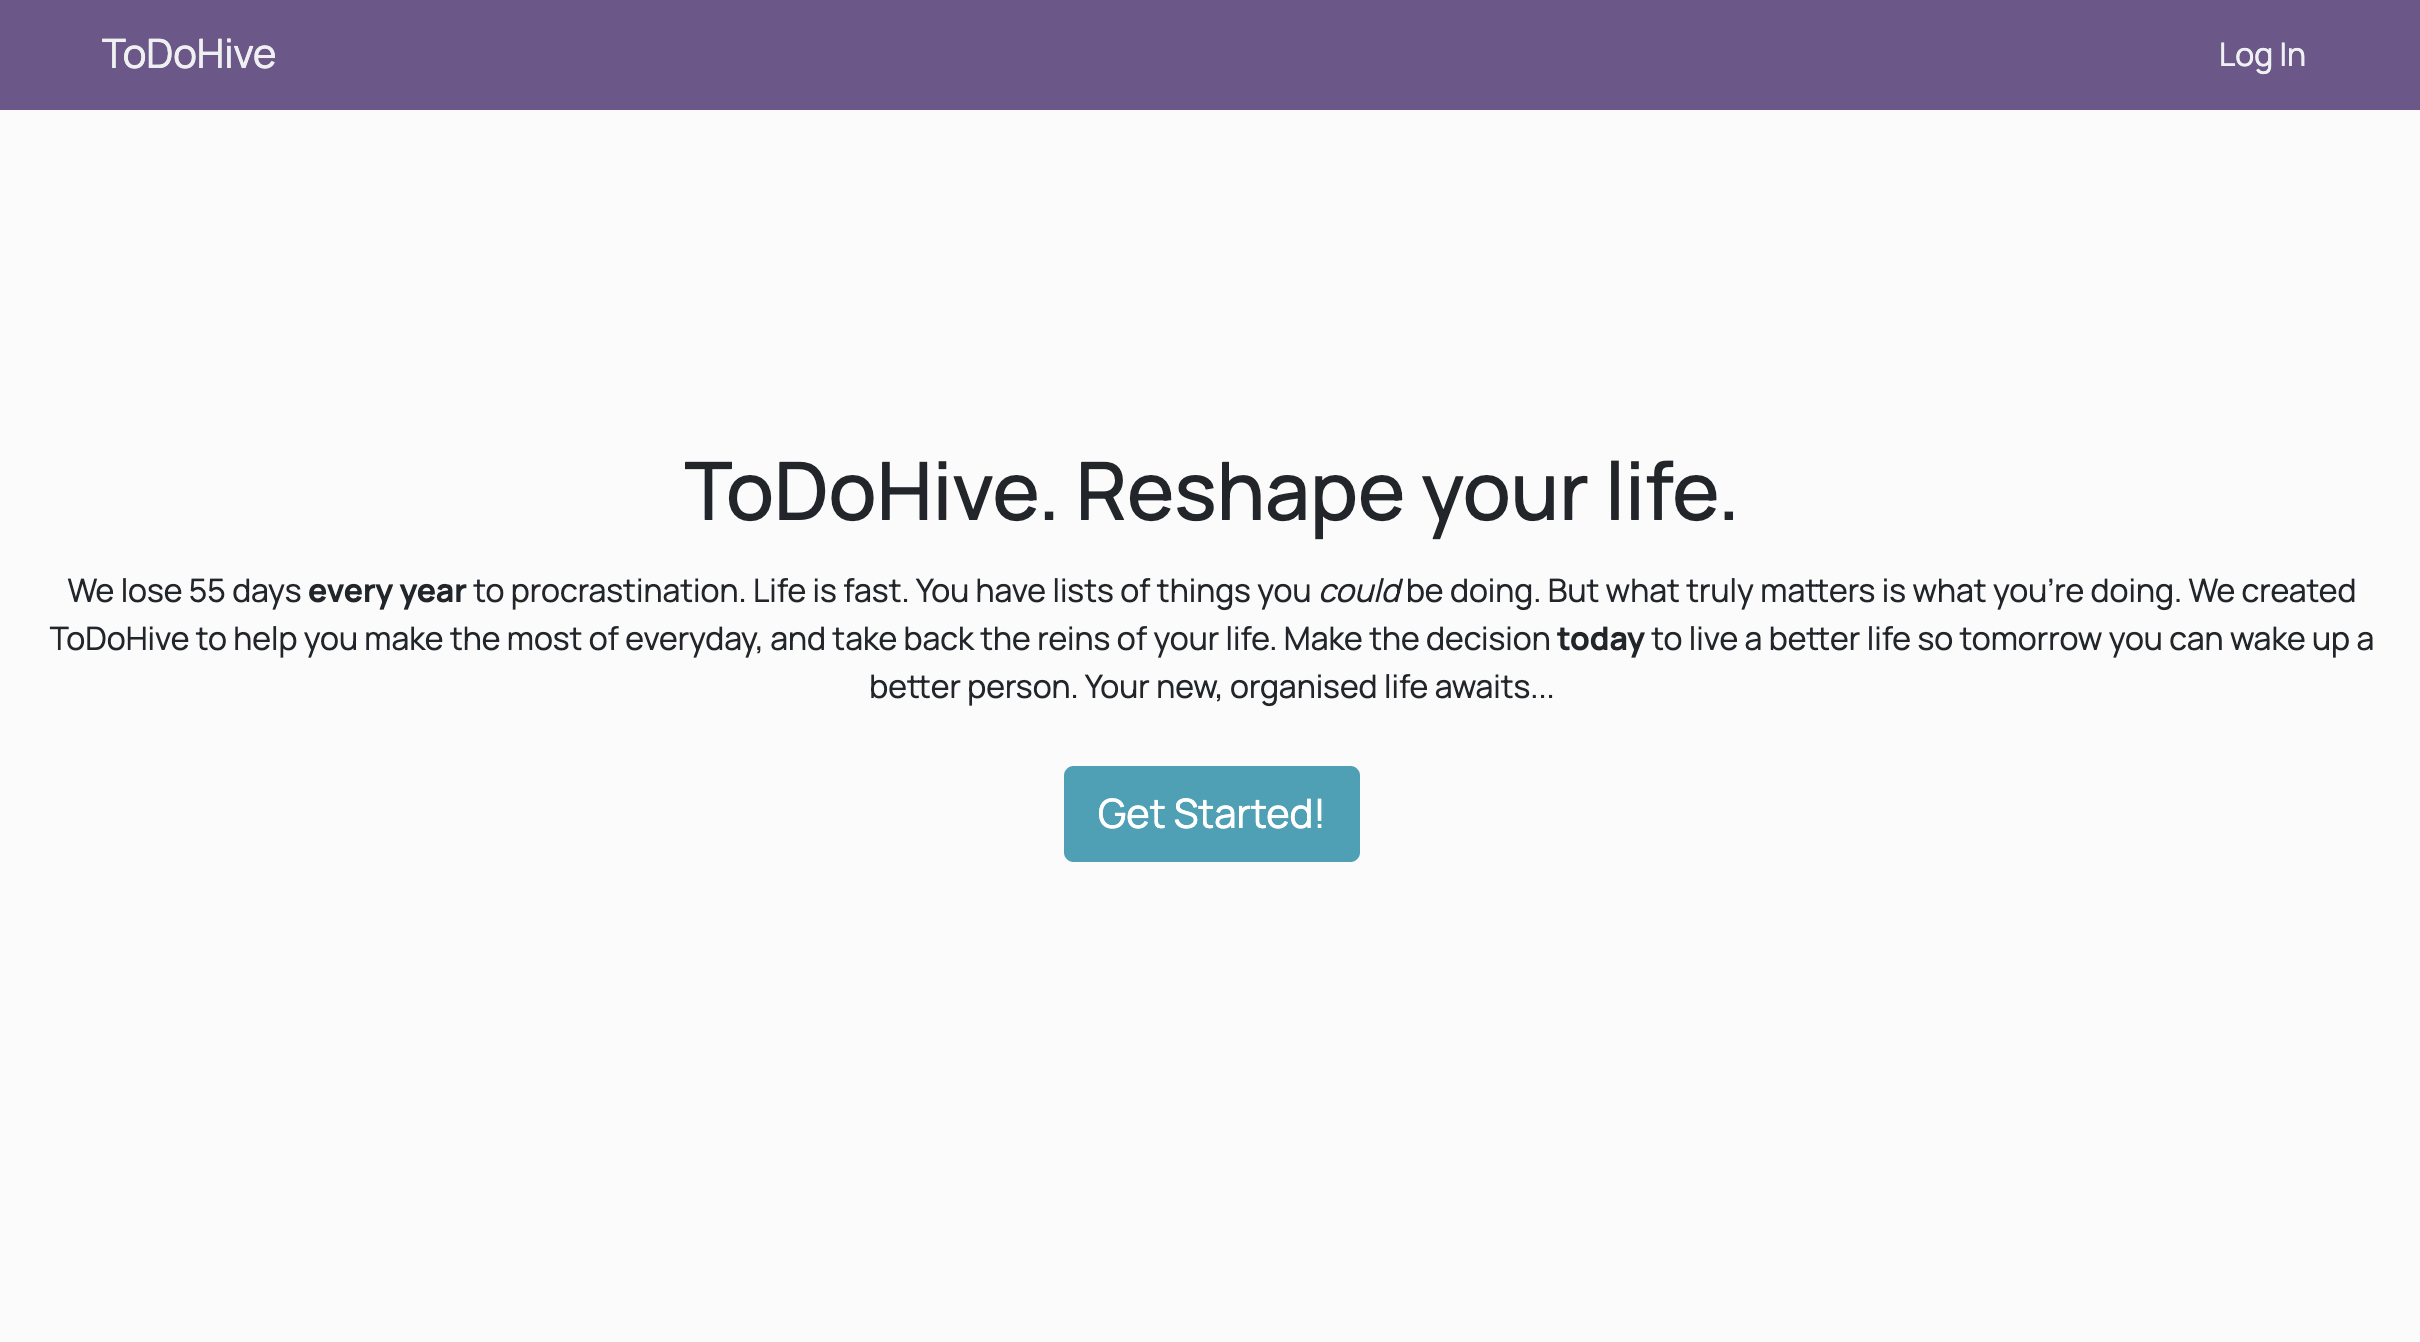 ToDoHive
Log In
ToDoHive. Reshape your life.
We lose 55 days every year to procrastination. Life is fast. You have lists of things you could be doing. But what truly matters is what you're doing. We created
ToDoHive to help you make the most of everyday, and take back the reins of your life. Make the decision today to live a better life so tomorrow you can wake up a
better person. Your new, organised life awaits...
Get Started!